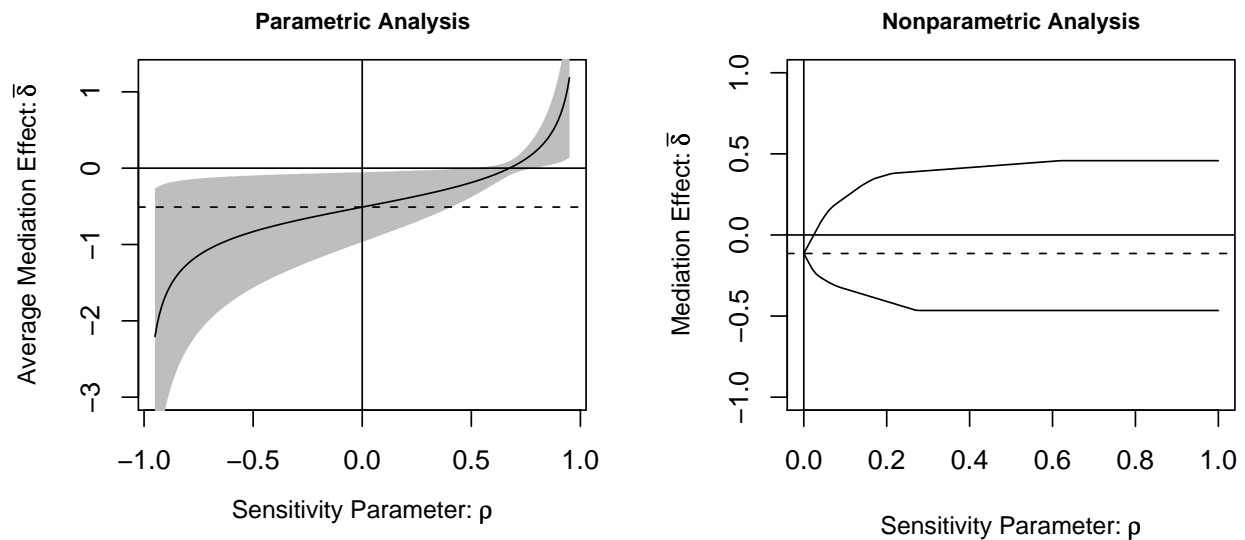 Parametric Analysis
Average Mediation Effect: δ̄
1
0
−1
−2
−3
−1.0 −0.5 0.0 0.5 1.0
Sensitivity Parameter: ρ
Nonparametric Analysis
Mediation Effect: δ̄
1.0
0.5
0.0
−0.5
−1.0
0.0 0.2 0.4 0.6 0.8 1.0
Sensitivity Parameter: ρ